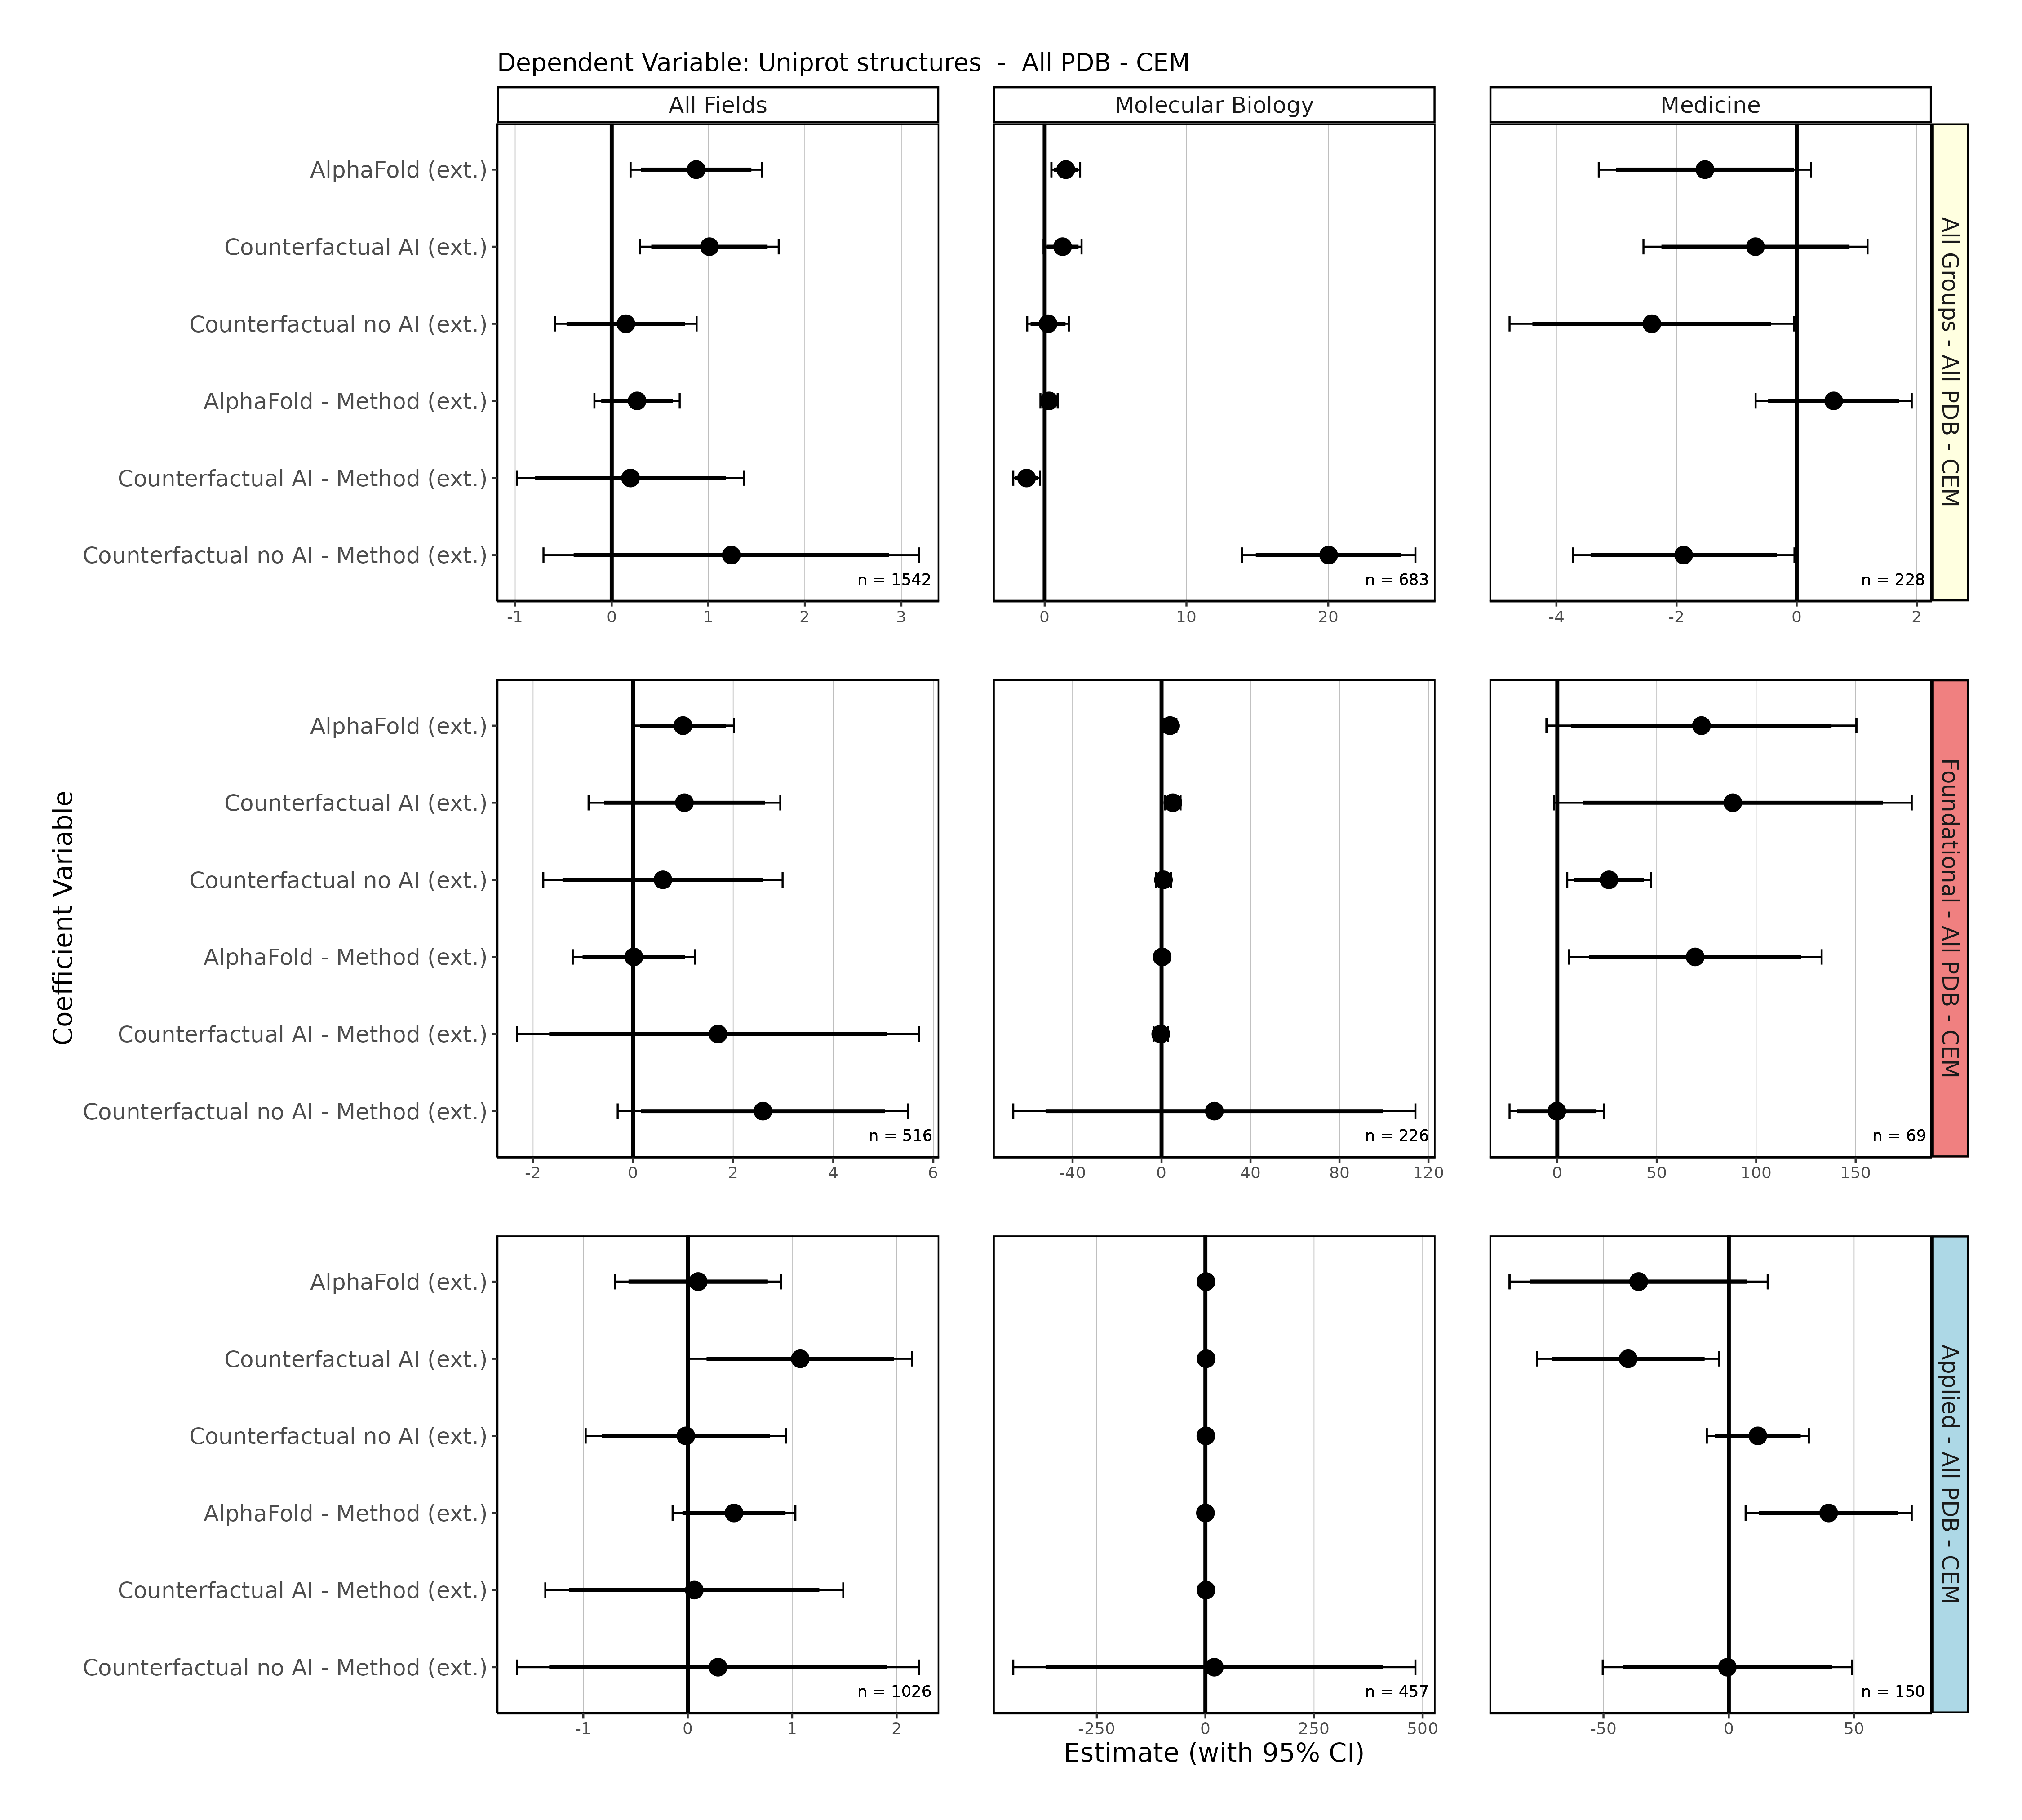 Dependent Variable: Uniprot structures  -  All PDB - CEM
All Fields
Molecular Biology
Medicine
AlphaFold (ext.)
Counterfactual AI (ext.)
Counterfactual no AI (ext.)
AlphaFold - Method (ext.)
Counterfactual AI - Method (ext.)
Counterfactual no AI - Method (ext.)
n = 1542
n = 683
n = 228
-1 0 1 2 3
0 10 20
-4 -2 0 2
All Groups - All PDB - CEM
Coefficient Variable
AlphaFold (ext.)
Counterfactual AI (ext.)
Counterfactual no AI (ext.)
AlphaFold - Method (ext.)
Counterfactual AI - Method (ext.)
Counterfactual no AI - Method (ext.)
n = 516
n = 226
n = 69
-2 0 2 4 6
-40 0 40 80 120
0 50 100 150
Foundational - All PDB - CEM
AlphaFold (ext.)
Counterfactual AI (ext.)
Counterfactual no AI (ext.)
AlphaFold - Method (ext.)
Counterfactual AI - Method (ext.)
Counterfactual no AI - Method (ext.)
n = 1026
n = 457
n = 150
-1 0 1 2
-250 0 250 500
-50 0 50
Applied - All PDB - CEM
Estimate (with 95% CI)